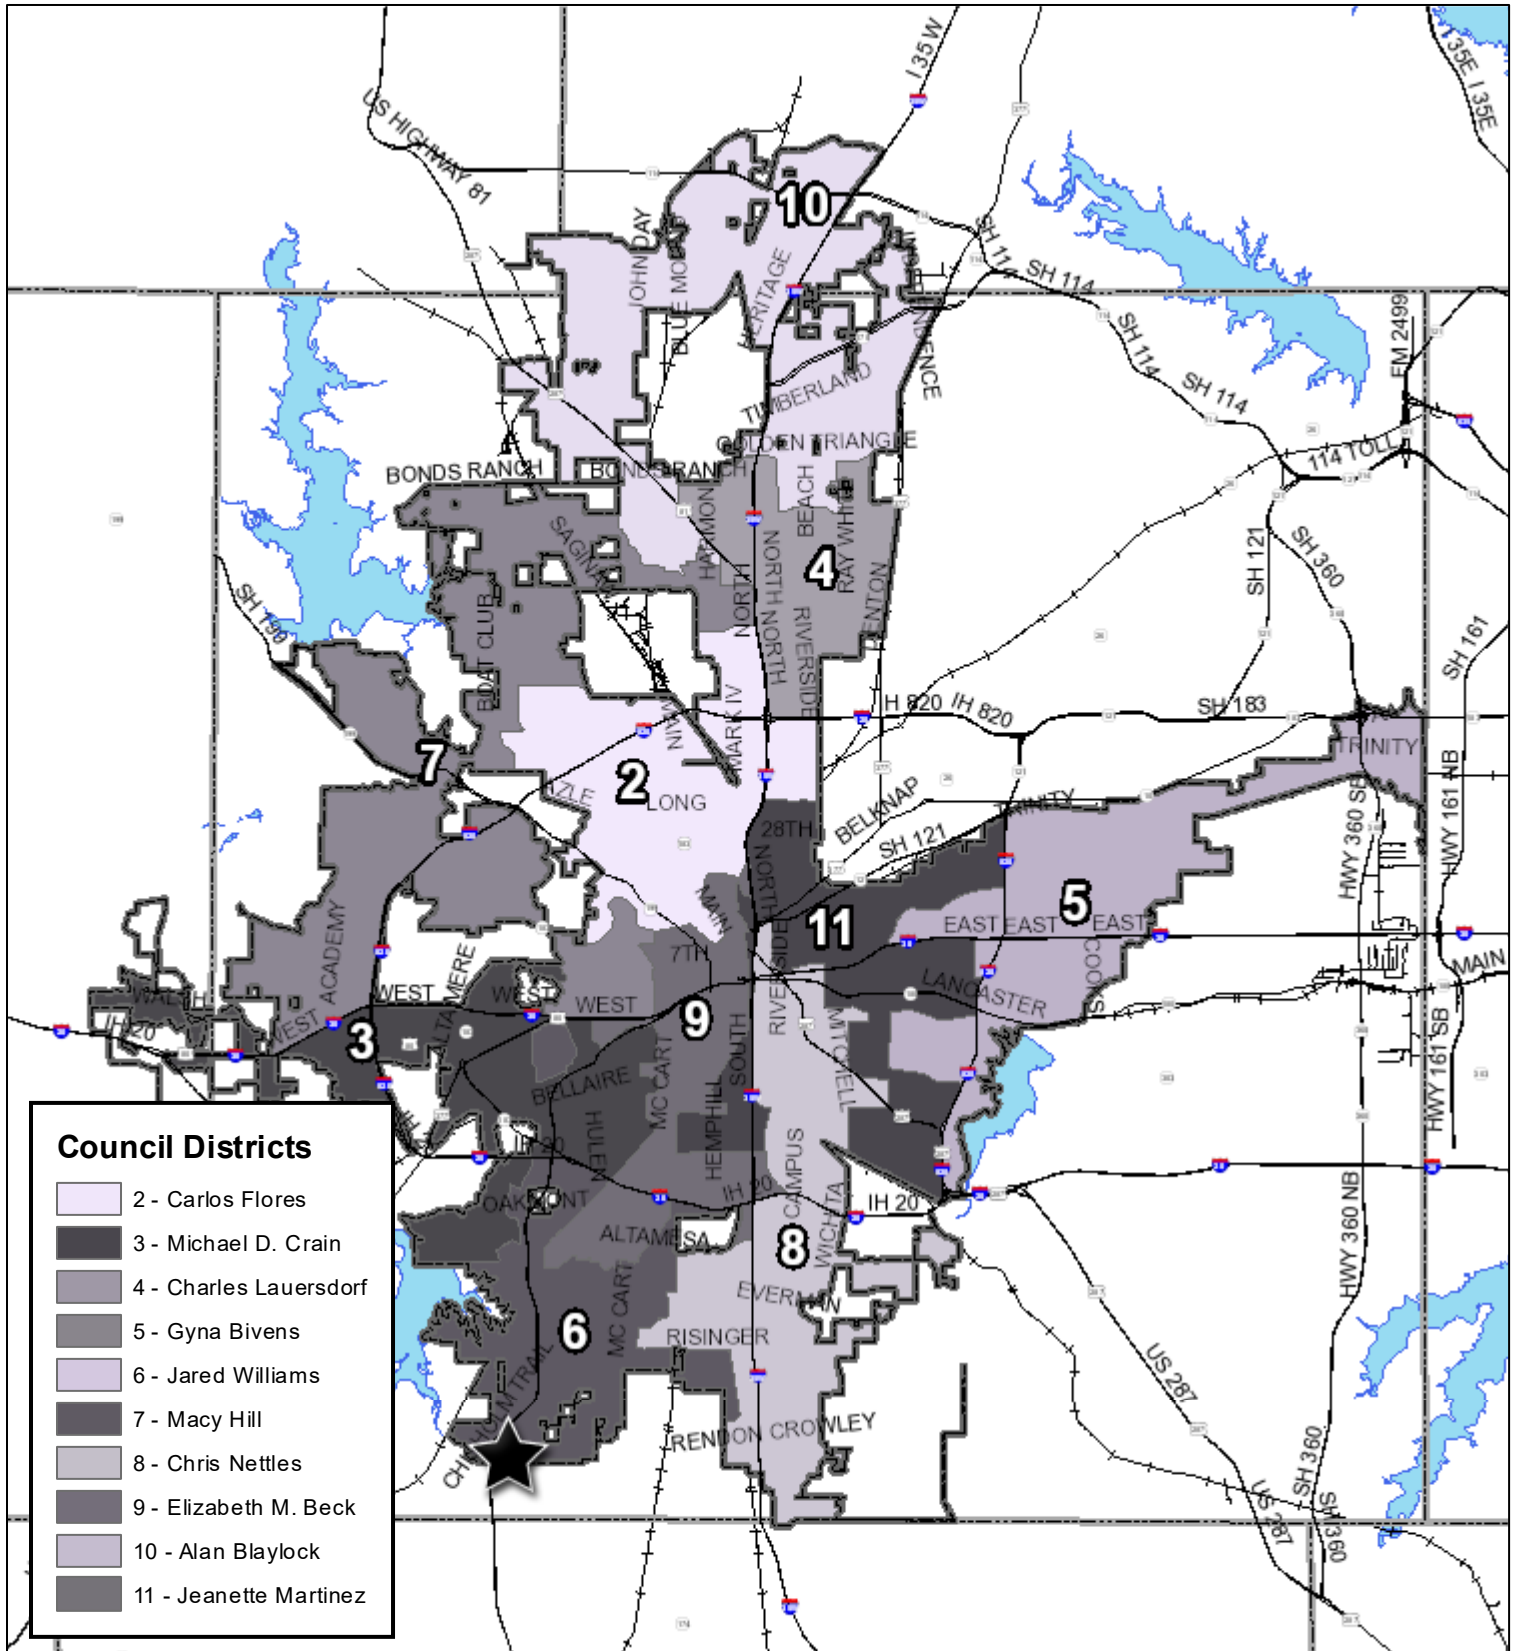 I 35W
I 35E
I 35E
US HIGHWAY 81
10
JOHN DAY
BLUE MOUND
HERITAGE
SH 114
SH 114
SH 114
SH 114
FM 2499
TIMBERLAND
GOLDEN TRIANGLE
114 TOLL
BONDS RANCH
BONDS RANCH
HARMON
BEACH
RAY WHITE
SAGINAW
4
NORTH
NORTH
NORTH
SH 121
SH 360
SH 199
BOAT CLUB
RIVERSIDE
DENTON
SH 161
IH 820
IH 820
SH 183
MARK IV
TRINITY
7
2
AZLE
LONG
BELKNAP
TRINITY
HWY 360 SB
HWY 161 NB
28TH
SH 121
NORTH
MAIN
11
5
EAST
EAST
EAST
7TH
RIVERSIDE
COOKS
ACADEMY
ALTAMERE
WEST
WEST
WEST
WALSH
IH 20
WEST
3
9
LANCASTER
MAIN
MITCHELL
SOUTH
MC CART
BELLAIRE
HULEN
HEMPHILL
HWY 161 SB
IH 20
CAMPUS
OAKMONT
IH 20
IH 20
WICHITA
ALTAMESA
8
HWY 360 NB
EVERMAN
6
MC CART
RISINGER
CHISHOLM TRAIL
US 287
RENDON CROWLEY
SH 360
US 287
SH 360
Council Districts
2 - Carlos Flores
3 - Michael D. Crain
4 - Charles Lauersdorf
5 - Gyna Bivens
6 - Jared Williams
7 - Macy Hill
8 - Chris Nettles
9 - Elizabeth M. Beck
10 - Alan Blaylock
11 - Jeanette Martinez